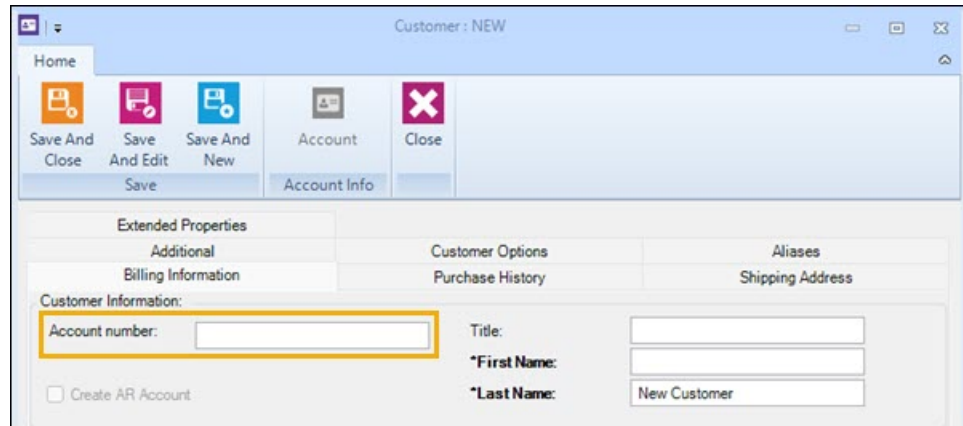 Customer : NEW
Home
Save And Close
Save And Edit
Save And New
Account
Close
Save
Account Info
Extended Properties
Additional
Customer Options
Aliases
Billing Information
Purchase History
Shipping Address
Customer Information:
Account number:
Title:
*First Name:
Create AR Account
*Last Name:
New Customer